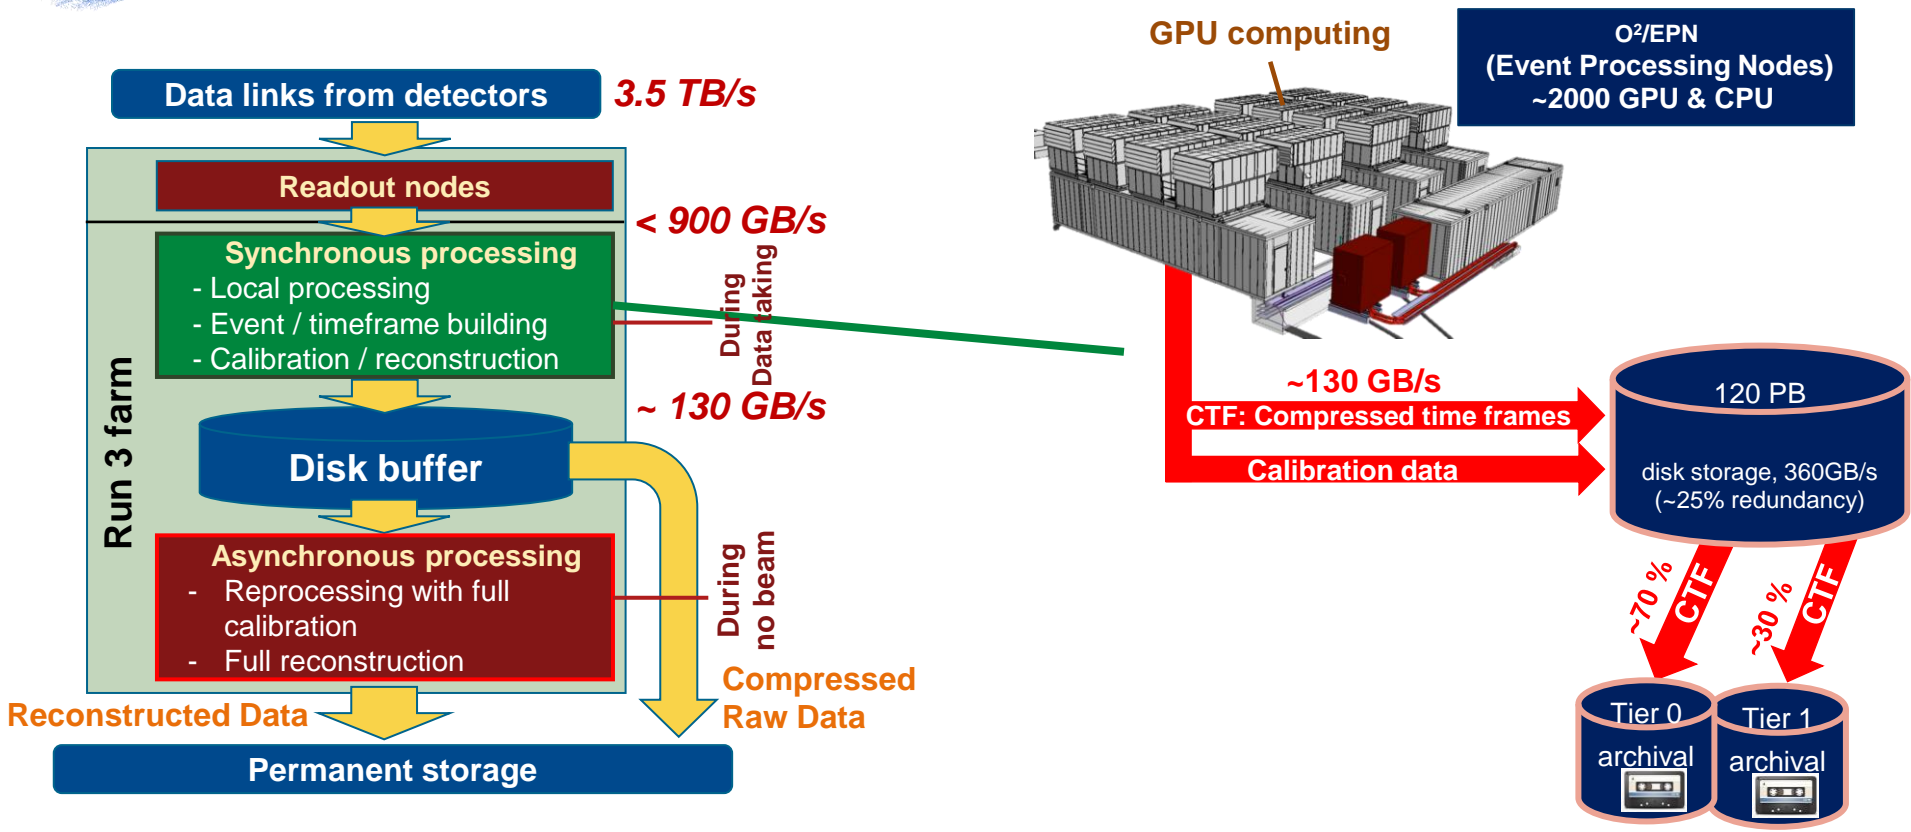 Data links from detectors
3.5 TB/s
Readout nodes
< 900 GB/s
Synchronous processing
- Local processing
- Event / timeframe building
- Calibration / reconstruction
During
Data taking
~ 130 GB/s
Run 3 farm
Disk buffer
Asynchronous processing
- Reprocessing with full
calibration
- Full reconstruction
During
no beam
Reconstructed Data
Compressed
Raw Data
Permanent storage
GPU computing
O²/EPN
(Event Processing Nodes)
~2000 GPU & CPU
~130 GB/s
CTF: Compressed time frames
Calibration data
120 PB
disk storage, 360GB/s
(~25% redundancy)
~70 %
CTF
~30 %
CTF
Tier 0
archival
Tier 1
archival